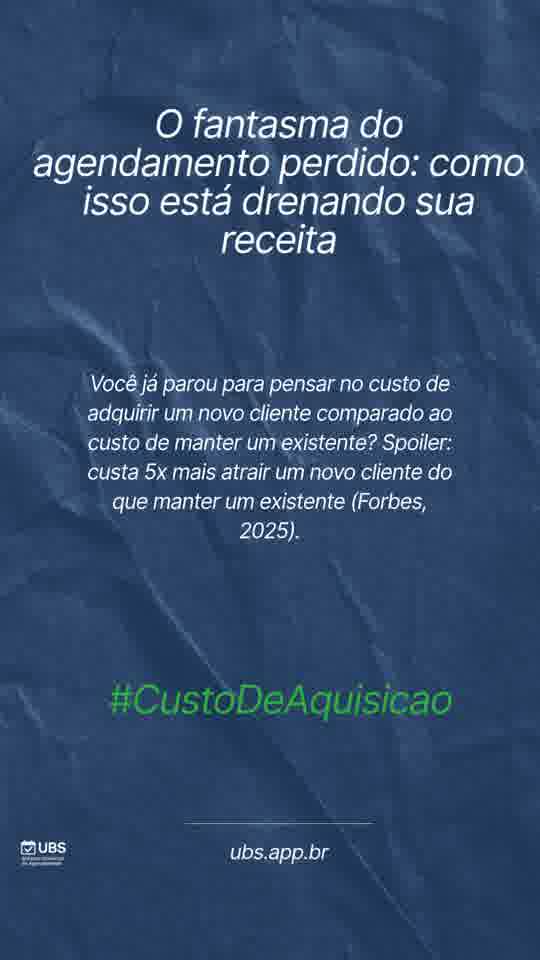 O fantasma do
agendamento perdido: como
isso está drenando sua
receita
Você já parou para pensar no custo de
adquirir um novo cliente comparado ao
custo de manter um existente? Spoiler:
custa 5x mais atrair um novo cliente do
que manter um existente (Forbes,
2025).
#CustoDeAquisicao
UBS
ubs.app.br